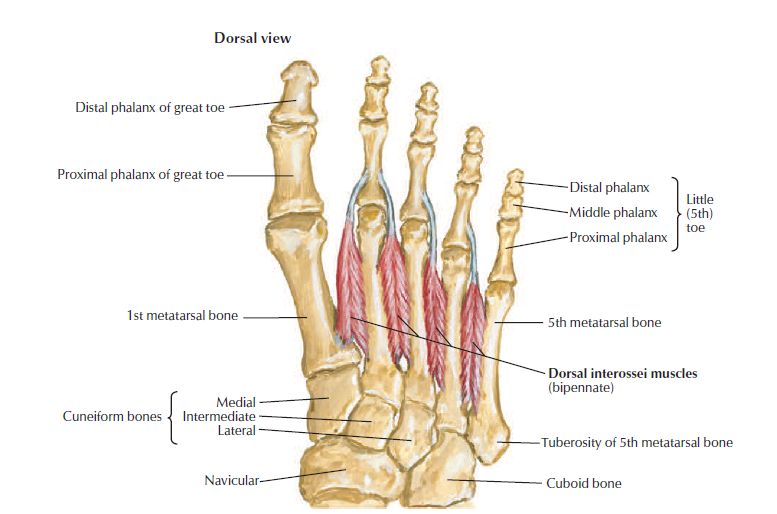 Dorsal view
Distal phalanx of great toe
Proximal phalanx of great toe
Distal phalanx
Middle phalanx
Proximal phalanx
Little
(5th)
toe
1st metatarsal bone
5th metatarsal bone
Dorsal interossei muscles
(bipennate)
Cuneiform bones
Medial
Intermediate
Lateral
Tuberosity of 5th metatarsal bone
Navicular
Cuboid bone